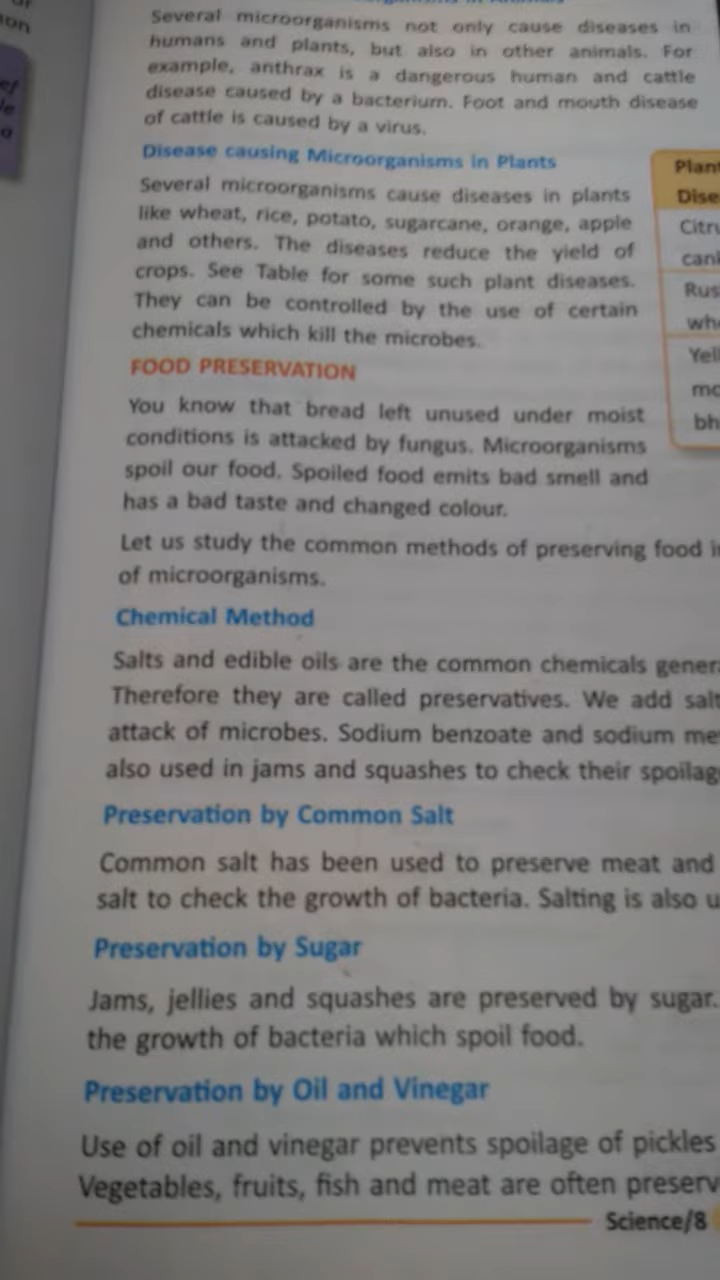 Several microorganisms not only cause diseases in
humans and plants, but also in other animals. For
example, anthrax is a dangerous human and cattle
disease caused by a bacterium. Foot and mouth disease
of cattle is caused by a virus.
Disease causing Microorganisms in Plants
Several microorganisms cause diseases in plants
like wheat, rice, potato, sugarcane, orange, apple
and others. The diseases reduce the yield of
crops. See Table for some such plant diseases.
They can be controlled by the use of certain
chemicals which kill the microbes.
Plant
Dise
Citru
can
Rus
whe
Yell
mo
bh
FOOD PRESERVATION
You know that bread left unused under moist
conditions is attacked by fungus. Microorganisms
spoil our food. Spoiled food emits bad smell and
has a bad taste and changed colour.
Let us study the common methods of preserving food
of microorganisms.
Chemical Method
Salts and edible oils are the common chemicals gener
Therefore they are called preservatives. We add salt
attack of microbes. Sodium benzoate and sodium me
also used in jams and squashes to check their spoilag
Preservation by Common Salt
Common salt has been used to preserve meat and
salt to check the growth of bacteria. Salting is also u
Preservation by Sugar
Jams, jellies and squashes are preserved by sugar.
the growth of bacteria which spoil food.
Preservation by Oil and Vinegar
Use of oil and vinegar prevents spoilage of pickles
Vegetables, fruits, fish and meat are often preserv
Science/8